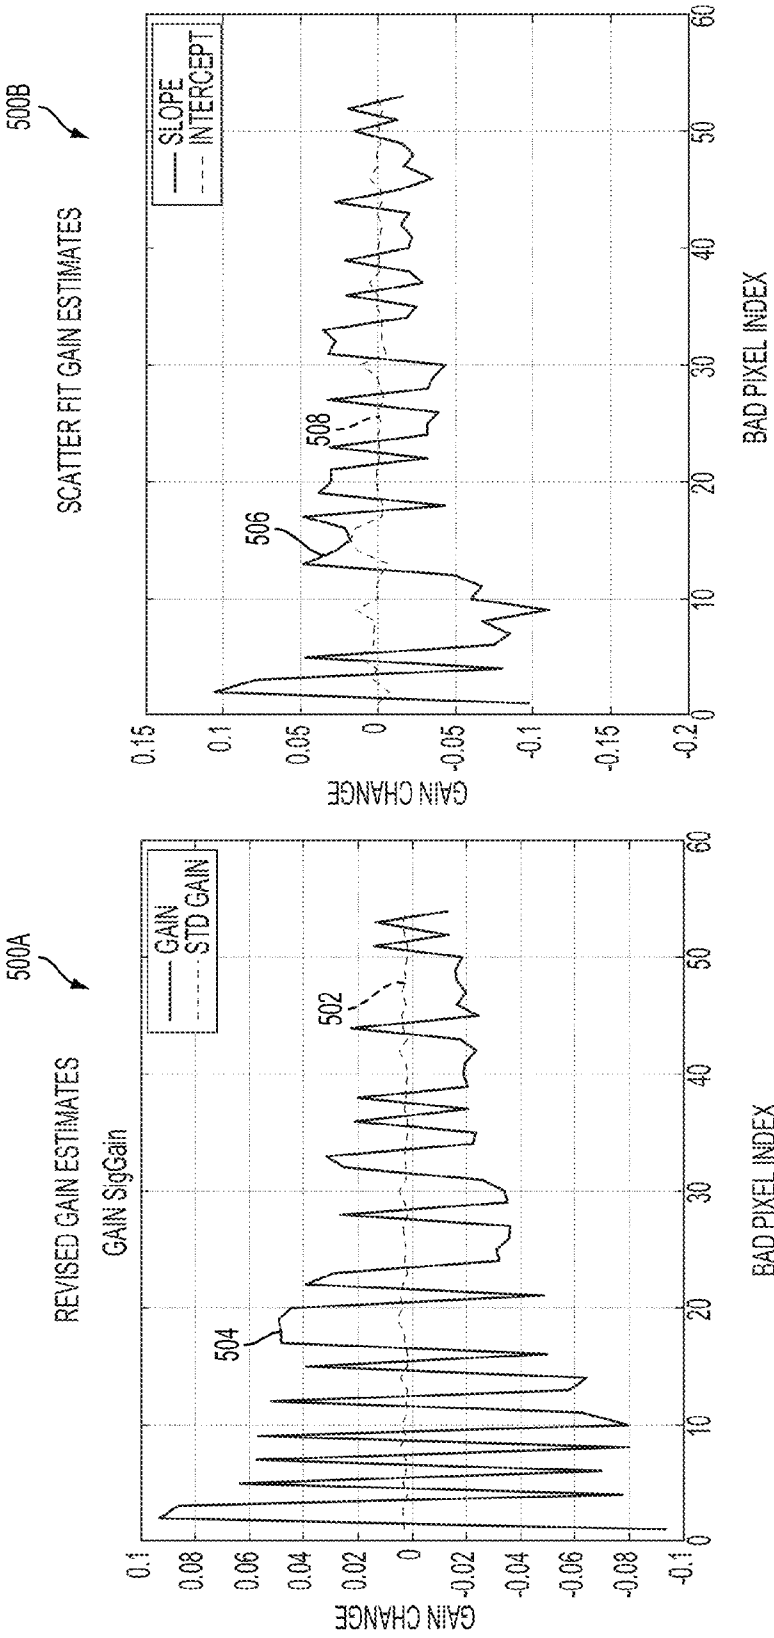 500A
REVISED GAIN ESTIMATES
GAIN SigGain
GAIN
STD GAIN
GAIN CHANGE
0.1
0.08
0.06
0.04
0.02
0
-0.02
-0.04
-0.06
-0.08
-0.1
504
502
0
10
20
30
40
50
60
BAD PIXEL INDEX
500B
SCATTER FIT GAIN ESTIMATES
SLOPE
INTERCEPT
GAIN CHANGE
0.15
0.1
0.05
0
-0.05
-0.1
-0.15
-0.2
506
508
0
10
20
30
40
50
60
BAD PIXEL INDEX